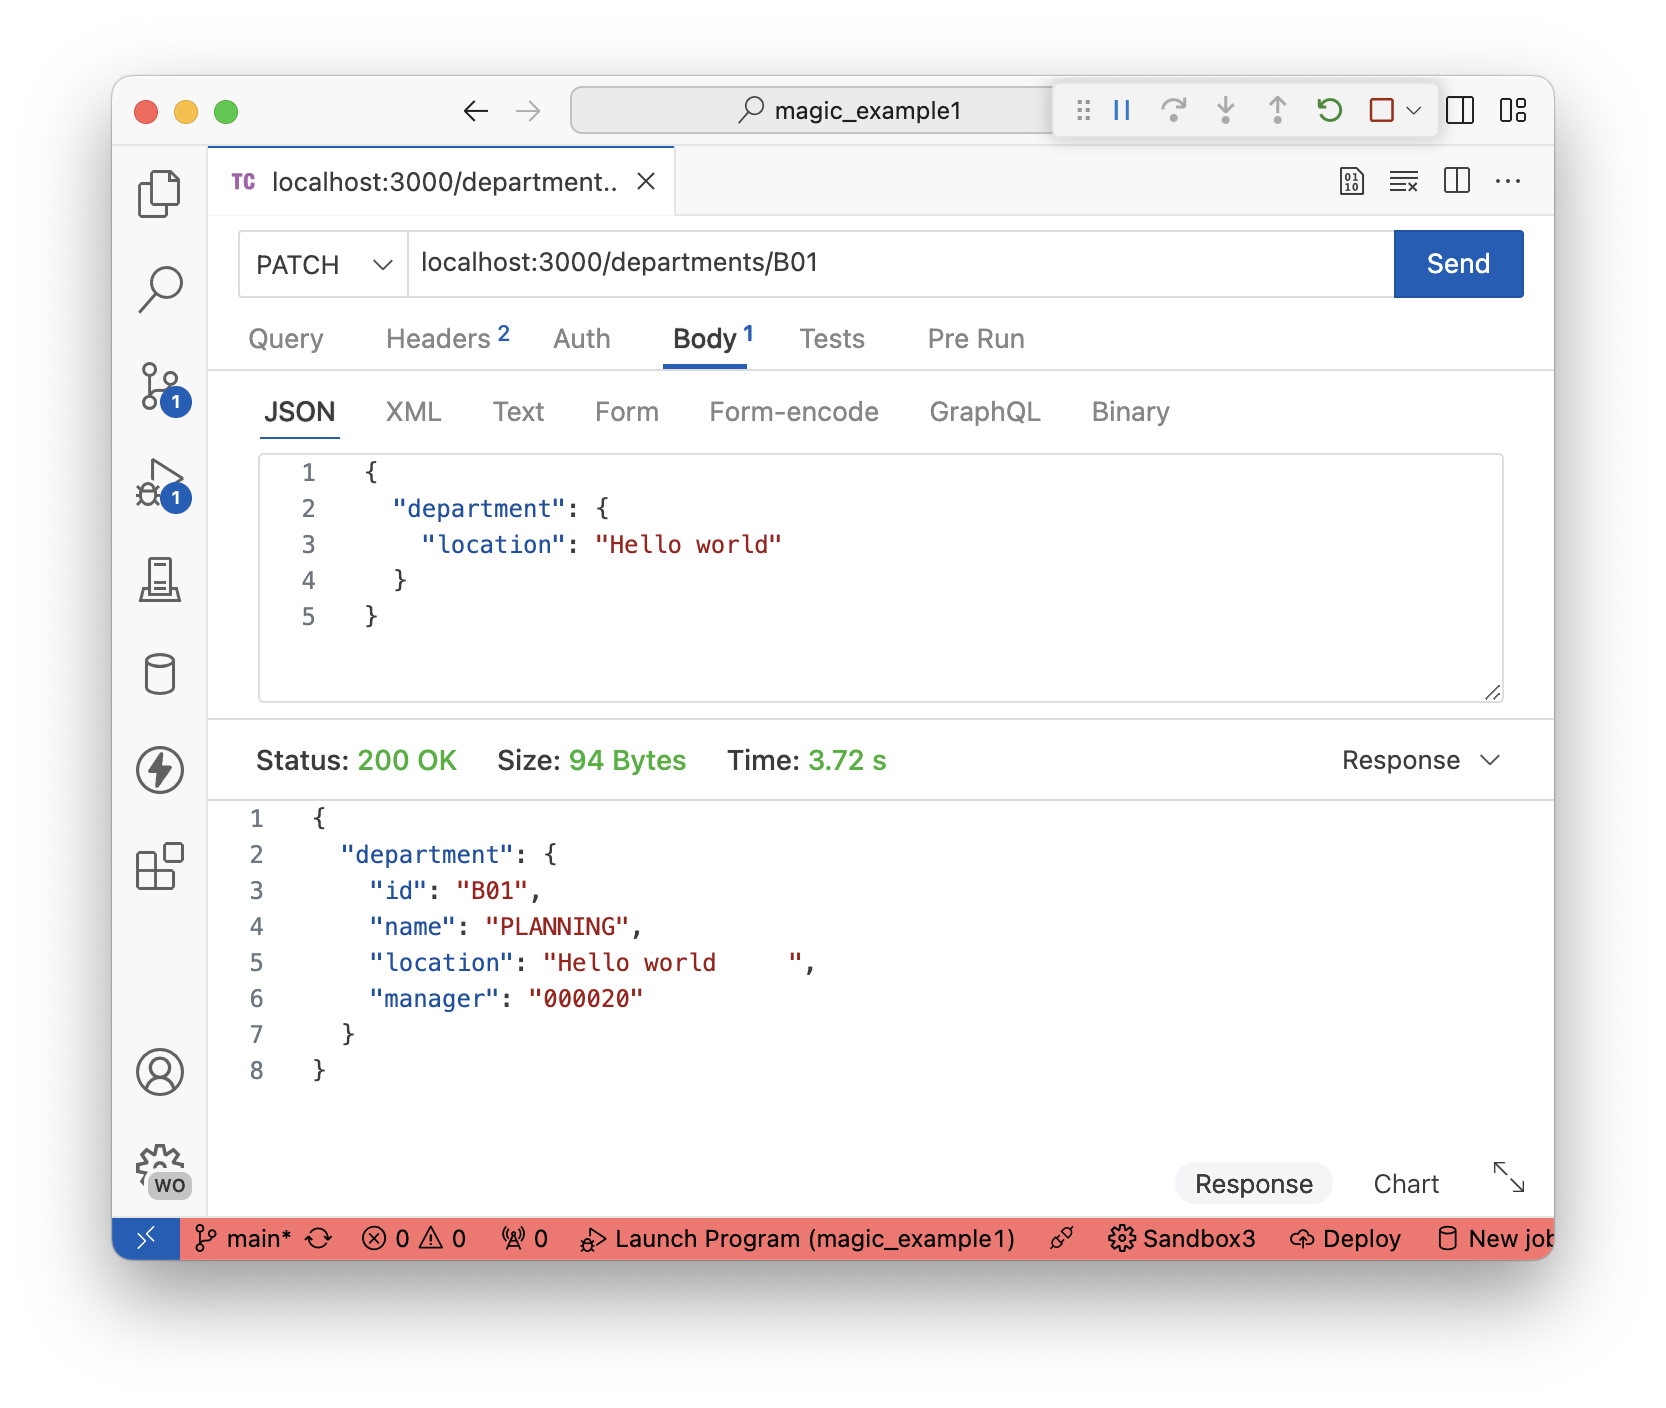 magic_example1
TC localhost:3000/department..
PATCH localhost:3000/departments/B01 Send
Query Headers 2 Auth Body 1 Tests Pre Run
JSON XML Text Form Form-encode GraphQL Binary
1 {
2   "department": {
3     "location": "Hello world"
4   }
5 }
1
1
Status: 200 OK Size: 94 Bytes Time: 3.72 s Response
1 {
2   "department": {
3     "id": "B01",
4     "name": "PLANNING",
5     "location": "Hello world     ",
6     "manager": "000020"
7   }
8 }
WO
Response Chart
main* 0 0 0 Launch Program (magic_example1) Sandbox3 Deploy New job